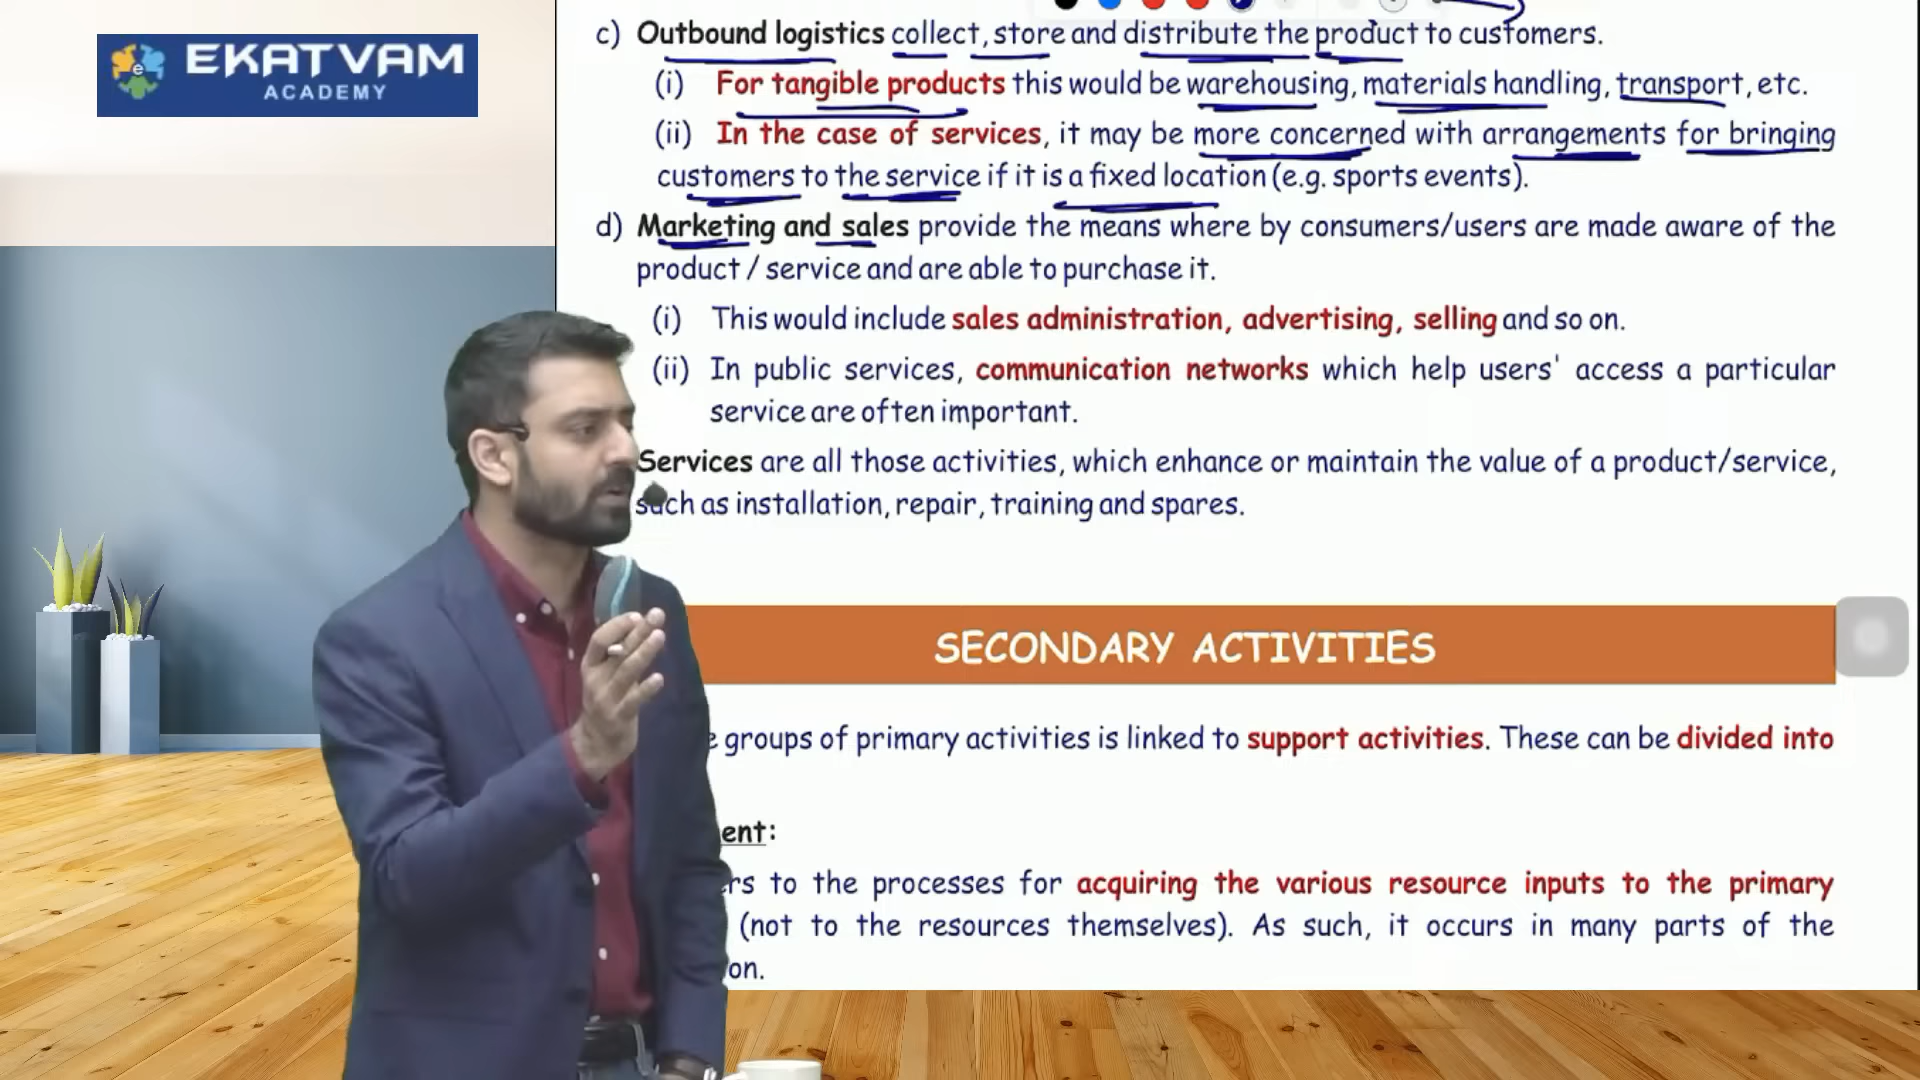 EKATVAM
ACADEMY
c) Outbound logistics collect, store and distribute the product to customers.
(i) For tangible products this would be warehousing, materials handling, transport, etc.
(ii) In the case of services, it may be more concerned with arrangements for bringing
customers to the service if it is a fixed location (e.g. sports events).
d) Marketing and sales provide the means where by consumers/users are made aware of the
product / service and are able to purchase it.
(i) This would include sales administration, advertising, selling and so on.
(ii) In public services, communication networks which help users' access a particular
service are often important.
Services are all those activities, which enhance or maintain the value of a product/service,
such as installation, repair, training and spares.
SECONDARY ACTIVITIES
groups of primary activities is linked to support activities. These can be divided into
ent:
rs to the processes for acquiring the various resource inputs to the primary
(not to the resources themselves). As such, it occurs in many parts of the
on.